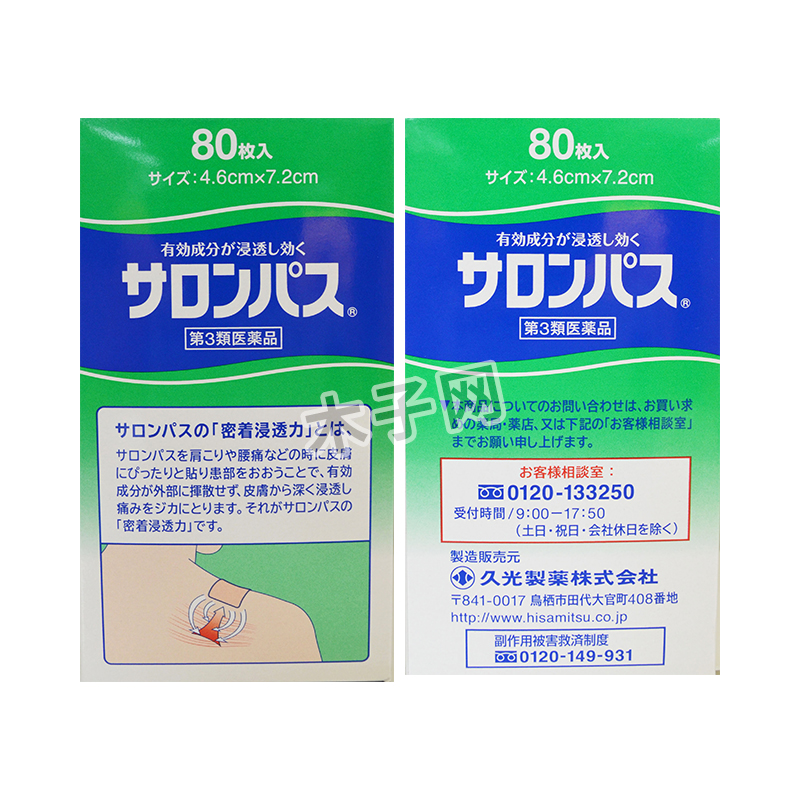 80枚入
サイズ:4.6cm×7.2cm
有効成分が浸透し効く
サロンパス®
第3類医薬品
サロンパスの「密着浸透力」とは、
サロンパスを肩こりや腰痛などの時に皮膚
にぴったりと貼り患部をおおうことで、有効
成分が外部に揮散せず、皮膚から深く浸透し
痛みをジカにとります。それがサロンパスの
「密着浸透力」です。
80枚入
サイズ:4.6cm×7.2cm
有効成分が浸透し効く
サロンパス®
第3類医薬品
▼本商品についてのお問い合わせは、お買い求
めの薬局・薬店、又は下記の「お客様相談室」
までお願い申し上げます。
お客様相談室:
0120-133250
受付時間/9:00−17:50
(土日・祝日・会社休日を除く)
製造販売元
久光製薬株式会社
〒841-0017 鳥栖市田代大官町408番地
http://www.hisamitsu.co.jp
副作用被害救済制度
0120-149-931
木子网